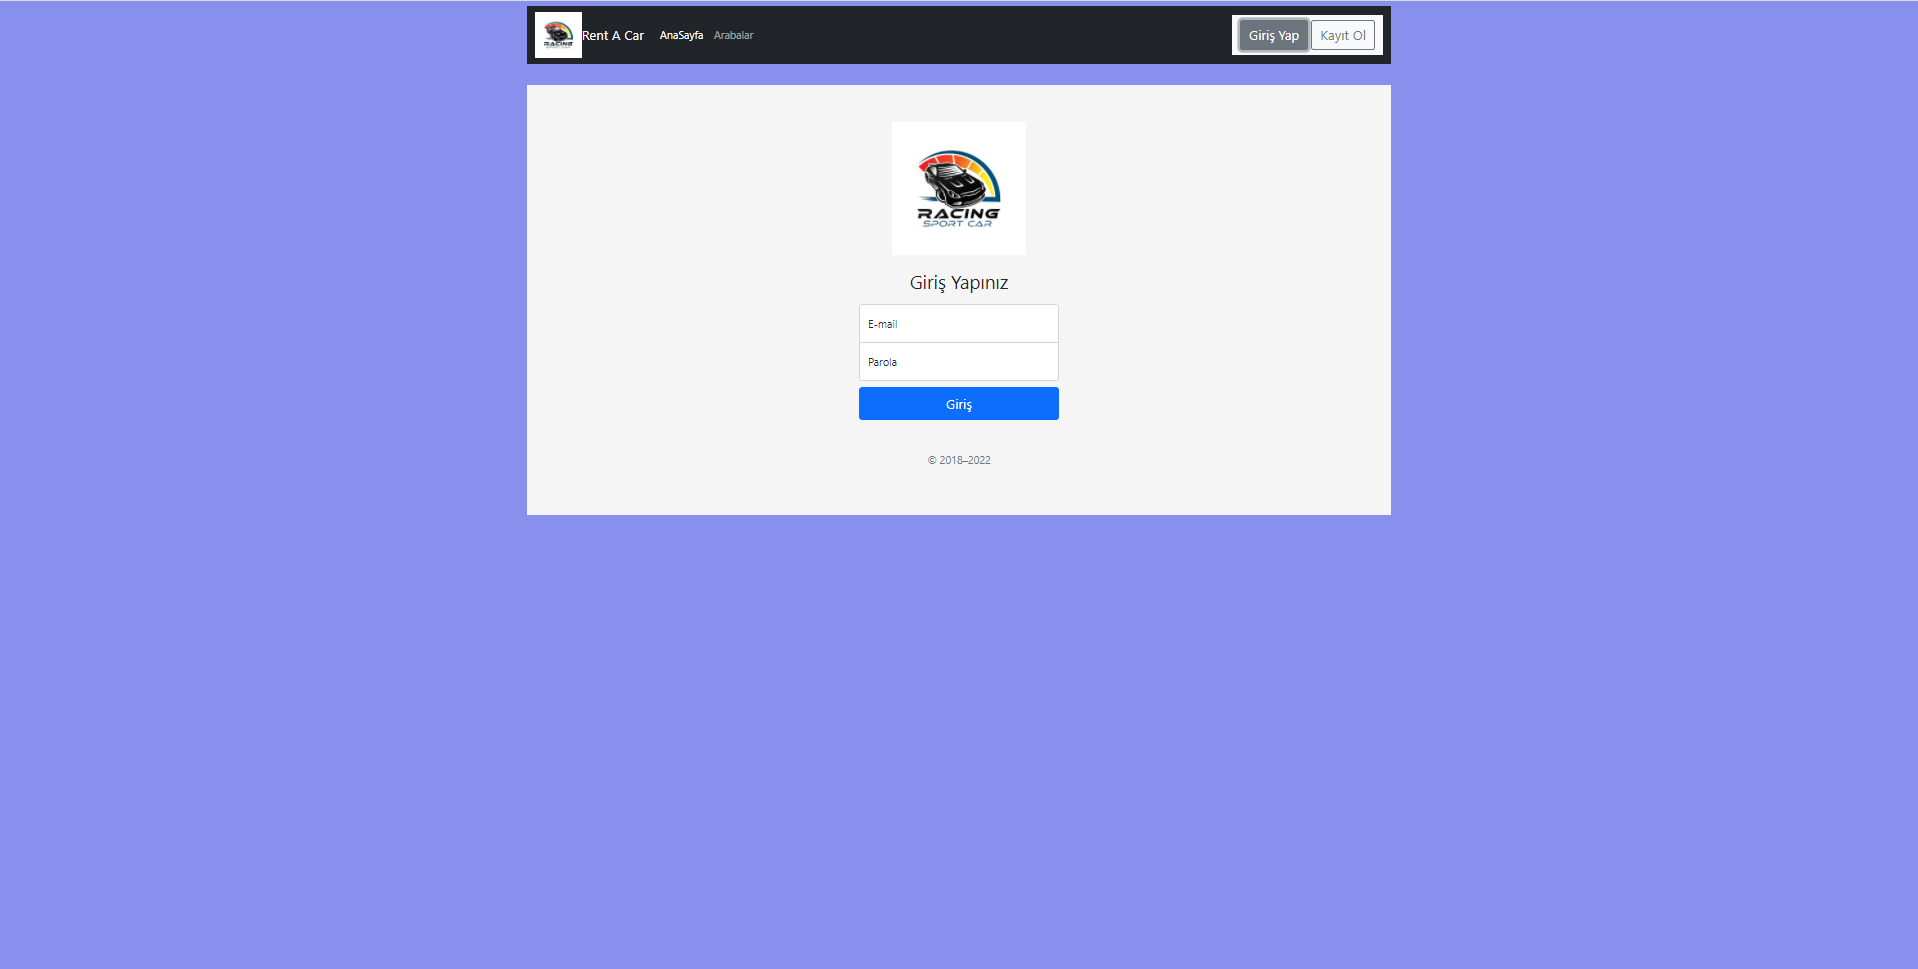 Rent A Car AnaSayfa Arabalar Giriş Yap Kayıt Ol
RACING
SPORT CAR
Giriş Yapınız
E-mail
Parola
Giriş
© 2018–2022